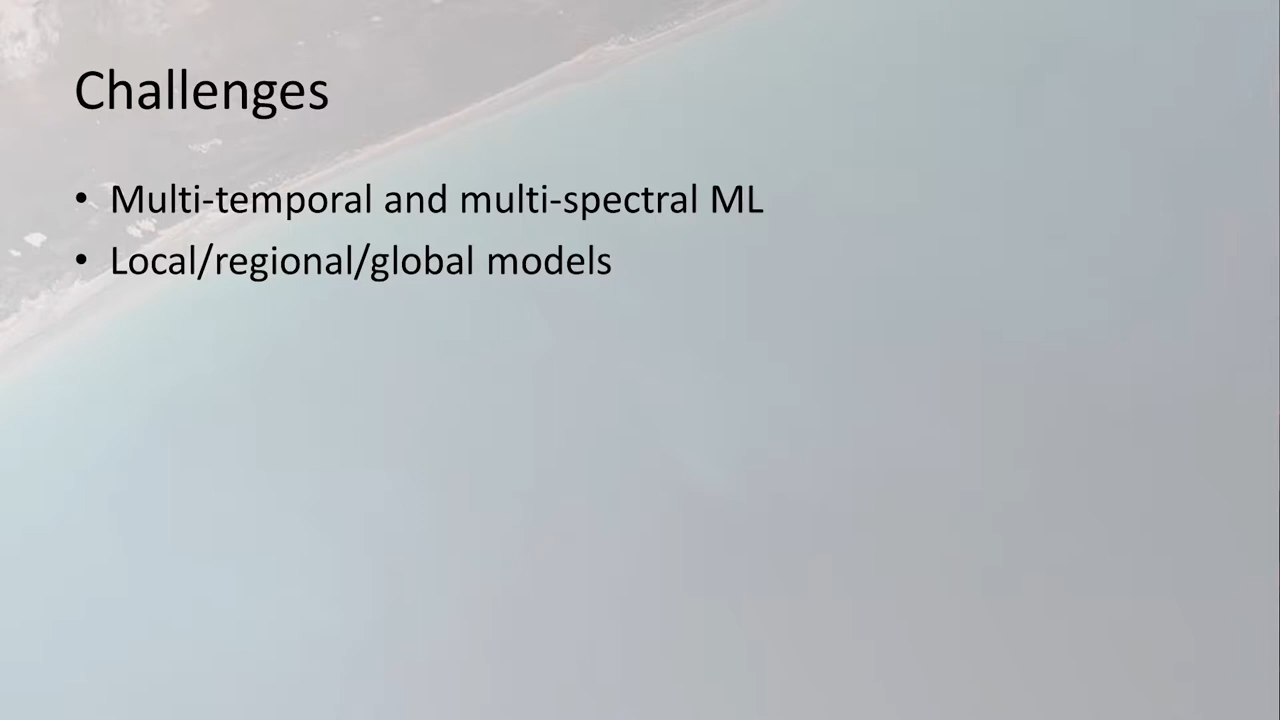 Challenges
• Multi-temporal and multi-spectral ML
• Local/regional/global models